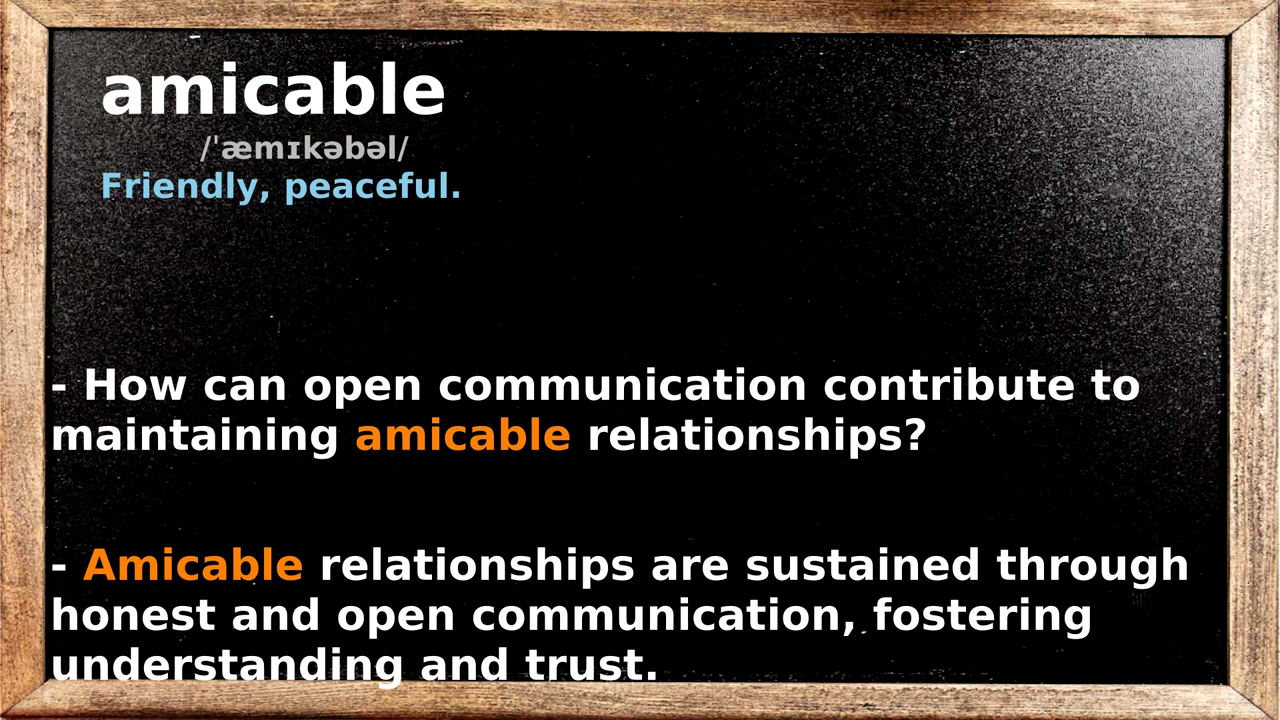 amicable
/ˈæmɪkəbəl/
Friendly, peaceful.
- How can open communication contribute to
maintaining amicable relationships?
- Amicable relationships are sustained through
honest and open communication, fostering
understanding and trust.